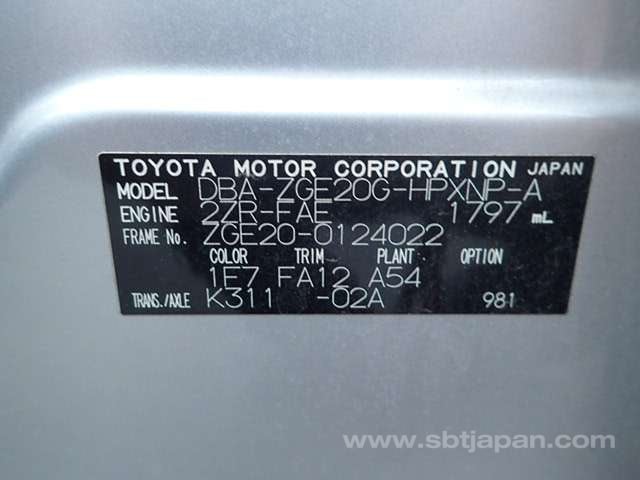 TOYOTA MOTOR CORPORATION JAPAN
MODEL DBA-ZGE20G-HPXNP-A
ENGINE 2ZR-FAE 1797 mL
FRAME No. ZGE20-0124022
COLOR TRIM PLANT OPTION
1E7 FA12 A54
TRANS./AXLE K311 -02A 981
www.sbtjapan.com